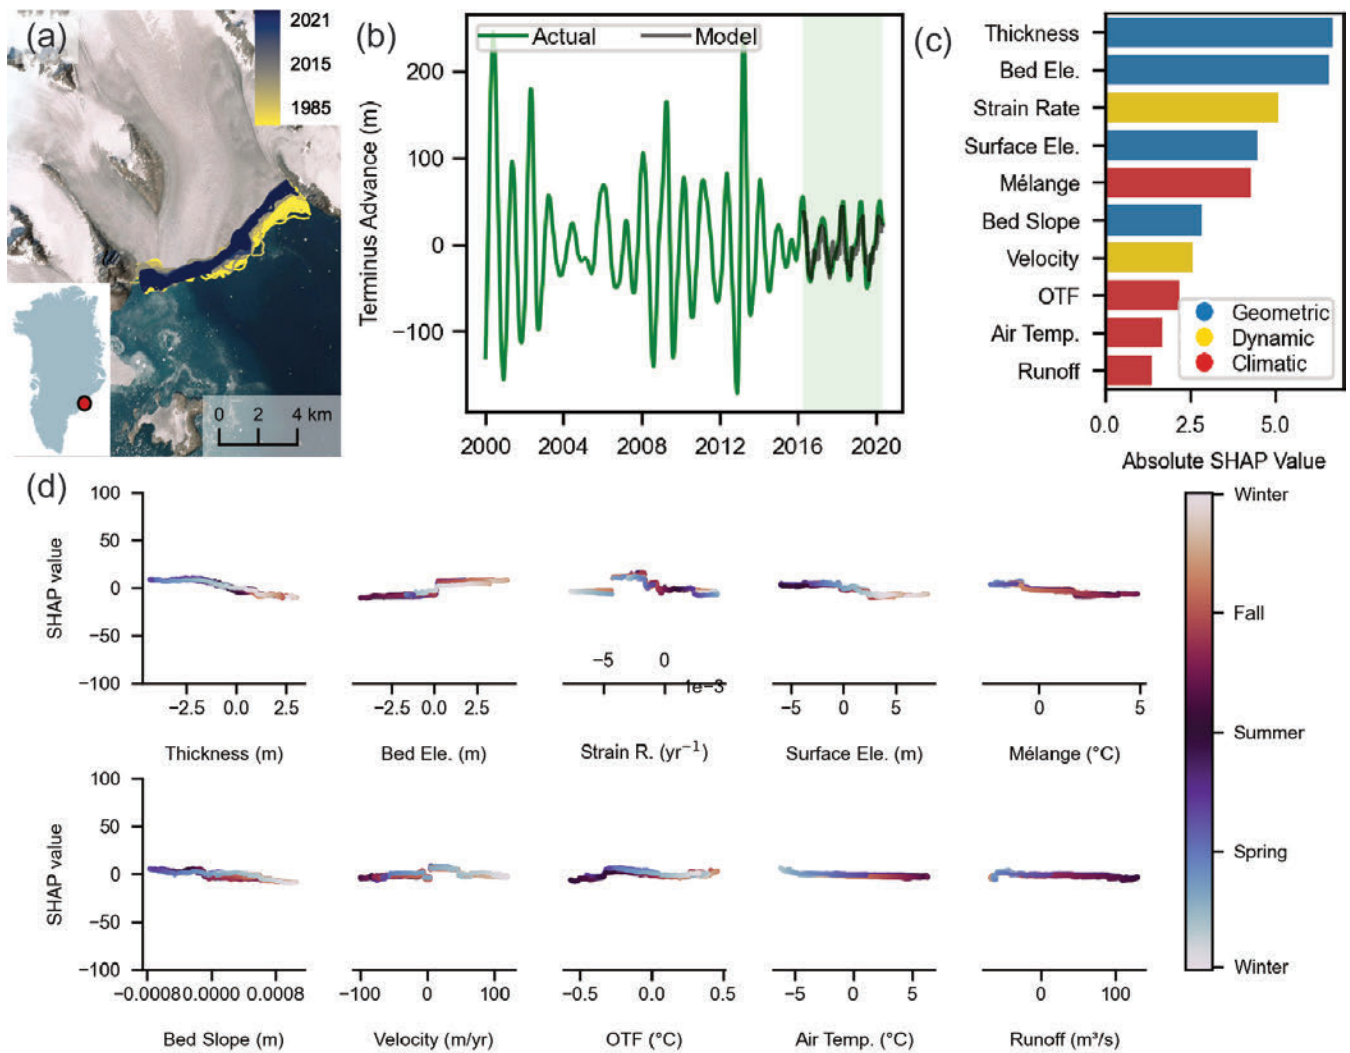 (a)
2021
2015
1985
0 2 4 km
(b)
Actual Model
Terminus Advance (m)
200
100
0
−100
2000 2004 2008 2012 2016 2020
(c)
Thickness
Bed Ele.
Strain Rate
Surface Ele.
Mélange
Bed Slope
Velocity
OTF
Air Temp.
Runoff
Geometric
Dynamic
Climatic
0.0 2.5 5.0
Absolute SHAP Value
(d)
SHAP value
100
50
0
−50
−100
−2.5 0.0 2.5
Thickness (m)
−2.5 0.0 2.5
Bed Ele. (m)
−5 0
1e−3
Strain R. (yr⁻¹)
−5 0 5
Surface Ele. (m)
0 5
Mélange (°C)
SHAP value
100
50
0
−50
−100
−0.0008 0.0000 0.0008
Bed Slope (m)
−100 0 100
Velocity (m/yr)
−0.5 0.0 0.5
OTF (°C)
−5 0 5
Air Temp. (°C)
0 100
Runoff (m³/s)
Winter
Fall
Summer
Spring
Winter